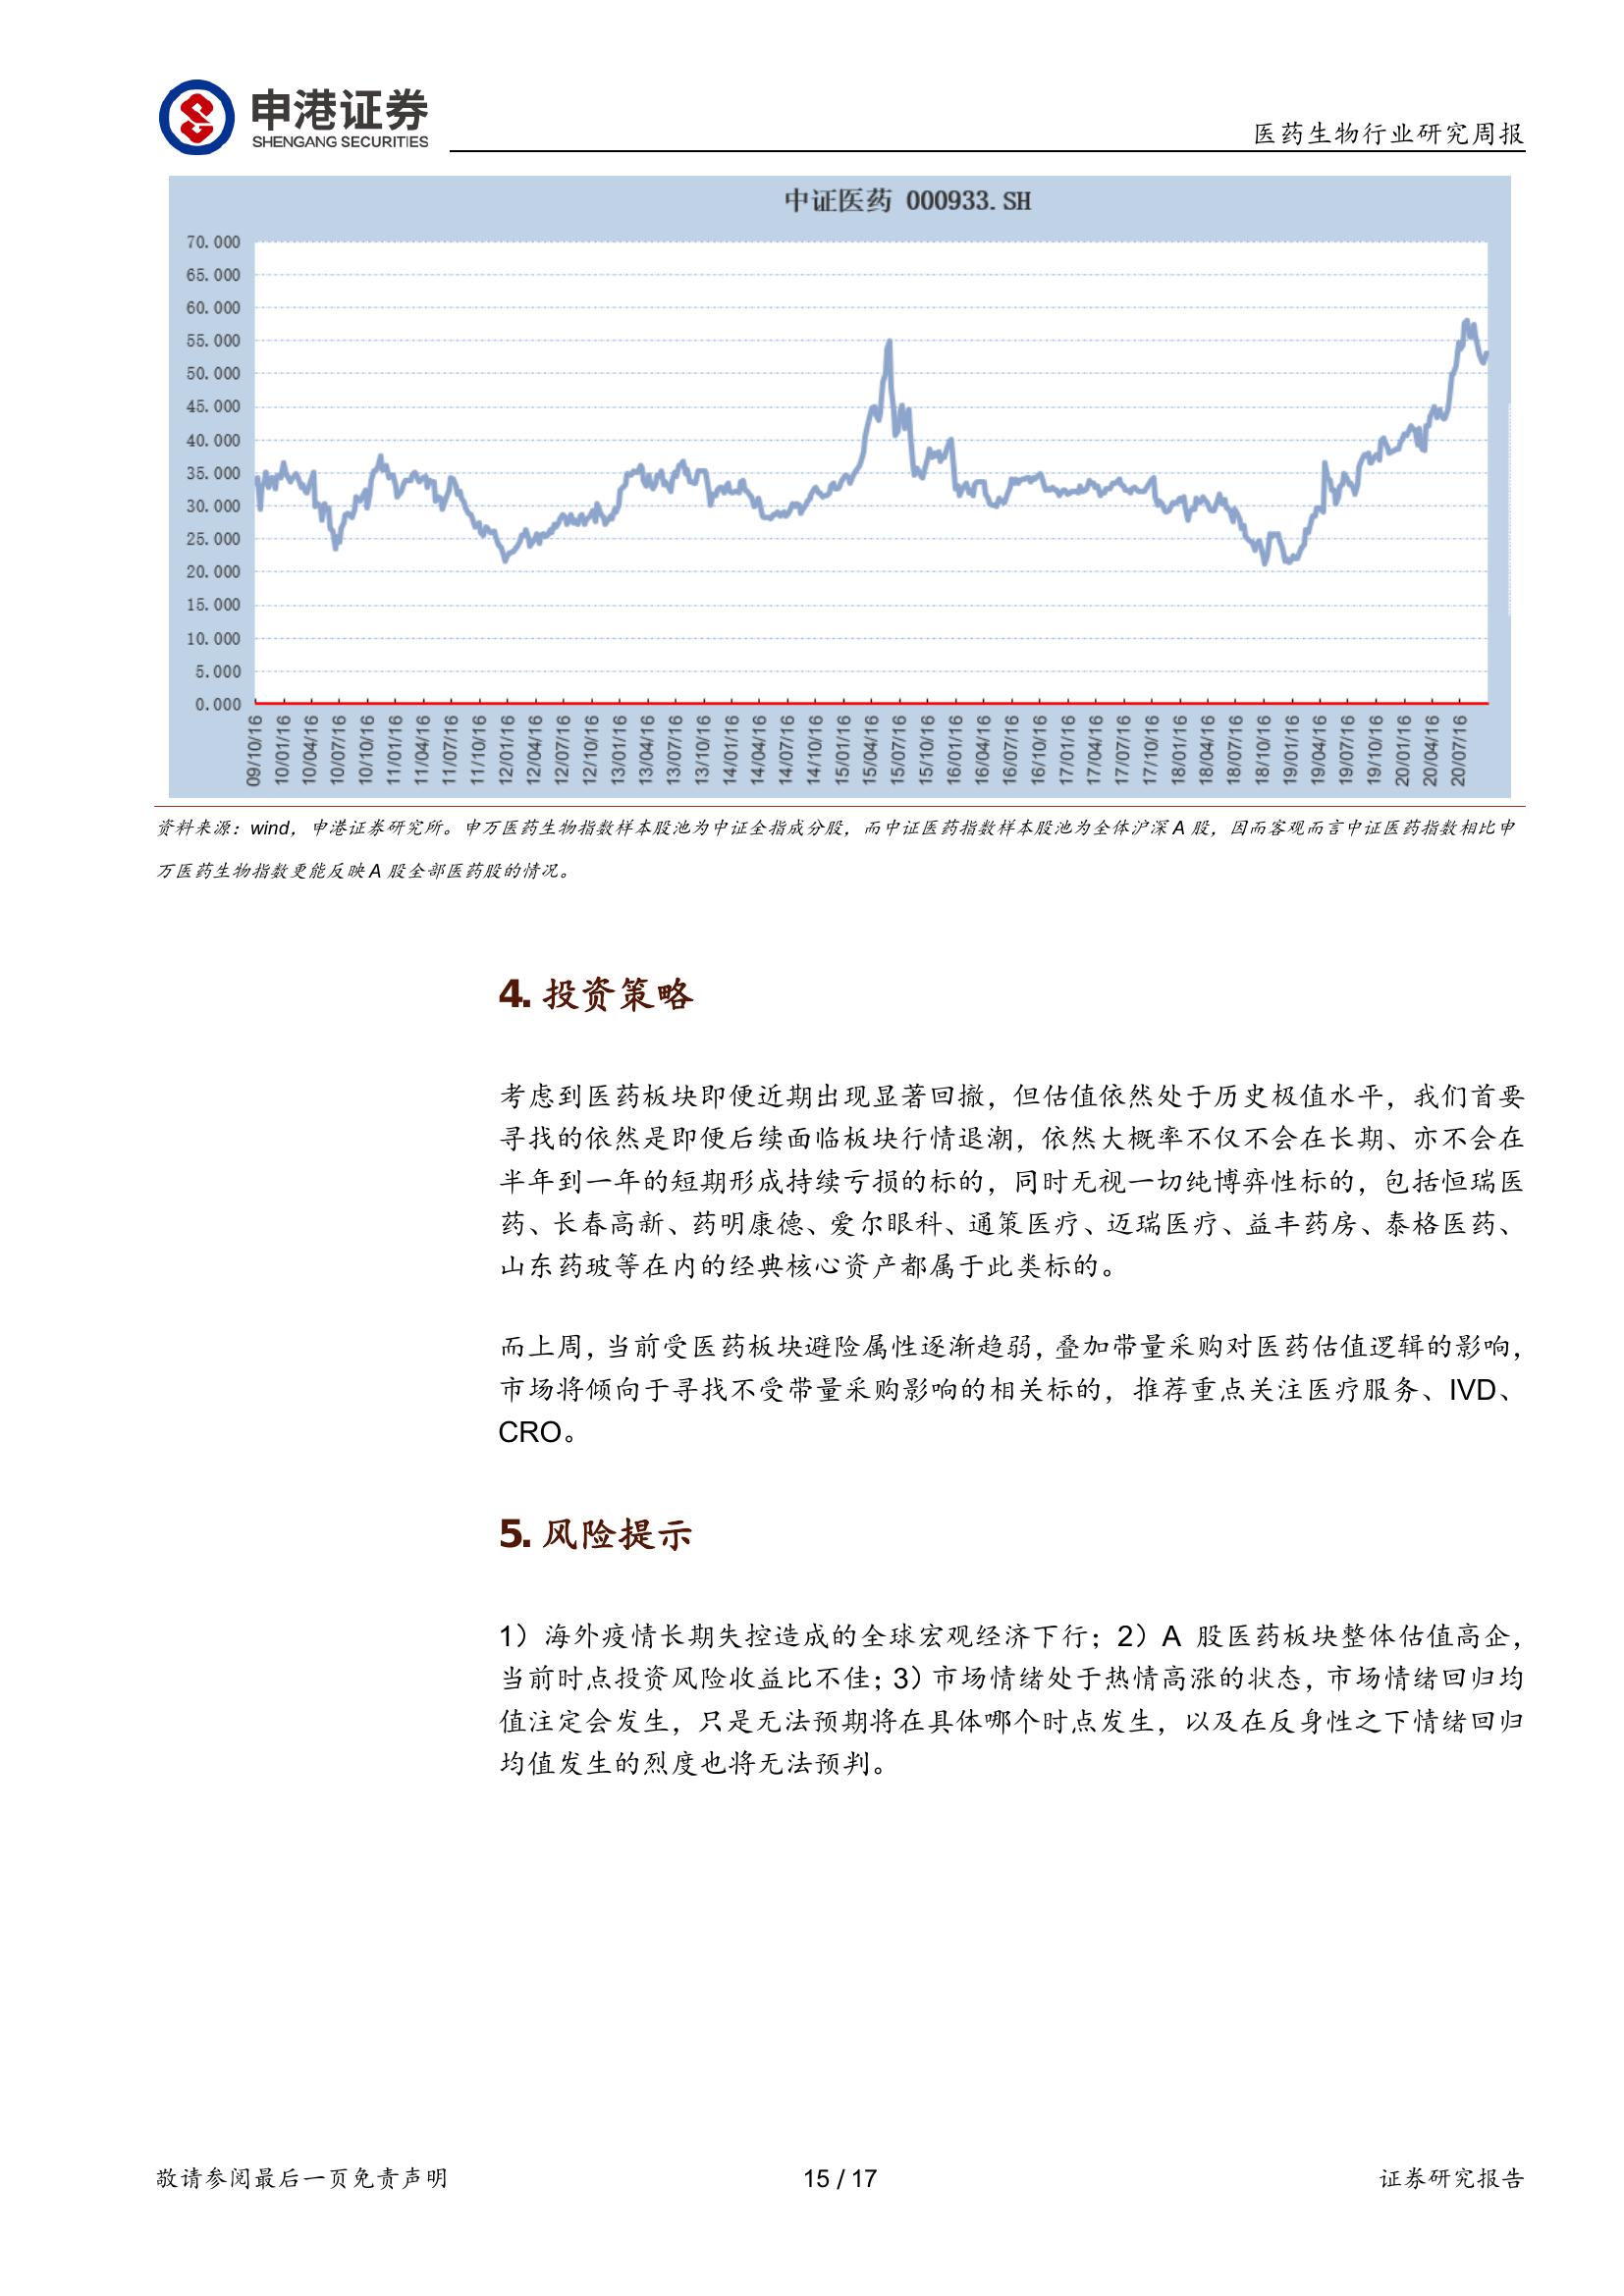 申港证券
SHENGANG SECURITIES
医药生物行业研究周报
中证医药 000933.SH
70.000
65.000
60.000
55.000
50.000
45.000
40.000
35.000
30.000
25.000
20.000
15.000
10.000
5.000
0.000
09/10/16
10/01/16
10/04/16
10/07/16
10/10/16
11/01/16
11/04/16
11/07/16
11/10/16
12/01/16
12/04/16
12/07/16
12/10/16
13/01/16
13/04/16
13/07/16
13/10/16
14/01/16
14/04/16
14/07/16
14/10/16
15/01/16
15/04/16
15/07/16
15/10/16
16/01/16
16/04/16
16/07/16
16/10/16
17/01/16
17/04/16
17/07/16
17/10/16
18/01/16
18/04/16
18/07/16
18/10/16
19/01/16
19/04/16
19/07/16
19/10/16
20/01/16
20/04/16
20/07/16
资料来源：wind，申港证券研究所。申万医药生物指数样本股池为中证全指成分股，而中证医药指数样本股池为全体沪深 A 股，因而客观而言中证医药指数相比申
万医药生物指数更能反映 A 股全部医药股的情况。
4. 投资策略
考虑到医药板块即便近期出现显著回撤，但估值依然处于历史极值水平，我们首要
寻找的依然是即便后续面临板块行情退潮，依然大概率不仅不会在长期、亦不会在
半年到一年的短期形成持续亏损的标的，同时无视一切纯博弈性标的，包括恒瑞医
药、长春高新、药明康德、爱尔眼科、通策医疗、迈瑞医疗、益丰药房、泰格医药、
山东药玻等在内的经典核心资产都属于此类标的。
而上周，当前受医药板块避险属性逐渐趋弱，叠加带量采购对医药估值逻辑的影响，
市场将倾向于寻找不受带量采购影响的相关标的，推荐重点关注医疗服务、IVD、
CRO。
5. 风险提示
1）海外疫情长期失控造成的全球宏观经济下行；2）A 股医药板块整体估值高企，
当前时点投资风险收益比不佳；3）市场情绪处于热情高涨的状态，市场情绪回归均
值注定会发生，只是无法预期将在具体哪个时点发生，以及在反身性之下情绪回归
均值发生的烈度也将无法预判。
敬请参阅最后一页免责声明
15 / 17
证券研究报告